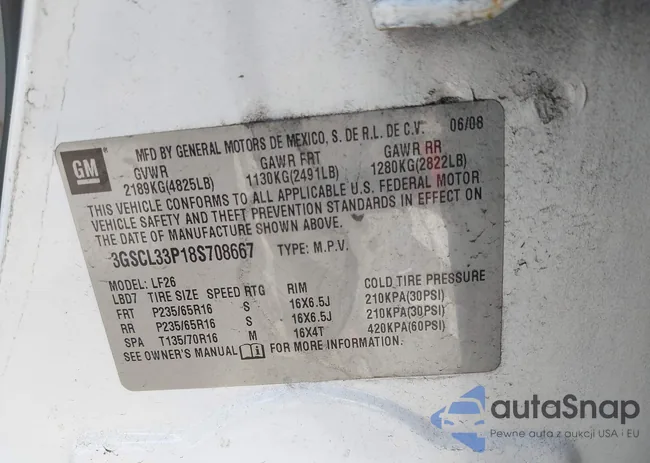 GM
MFD BY GENERAL MOTORS DE MEXICO, S. DE R.L. DE C.V. 06/08
GVWR GAWR FRT GAWR RR
2189KG(4825LB) 1130KG(2491LB) 1280KG(2822LB)
THIS VEHICLE CONFORMS TO ALL APPLICABLE U.S. FEDERAL MOTOR
VEHICLE SAFETY AND THEFT PREVENTION STANDARDS IN EFFECT ON
THE DATE OF MANUFACTURE SHOWN ABOVE.
3GSCL33P18S708667 TYPE: M.P.V.
MODEL: LF26
LBD7 TIRE SIZE SPEED RTG RIM COLD TIRE PRESSURE
FRT P235/65R16 S 16X6.5J 210KPA(30PSI)
RR P235/65R16 S 16X6.5J 210KPA(30PSI)
SPA T135/70R16 M 16X4T 420KPA(60PSI)
SEE OWNER'S MANUAL FOR MORE INFORMATION.
autaSnap
Pewne auta z aukcji USA i EU